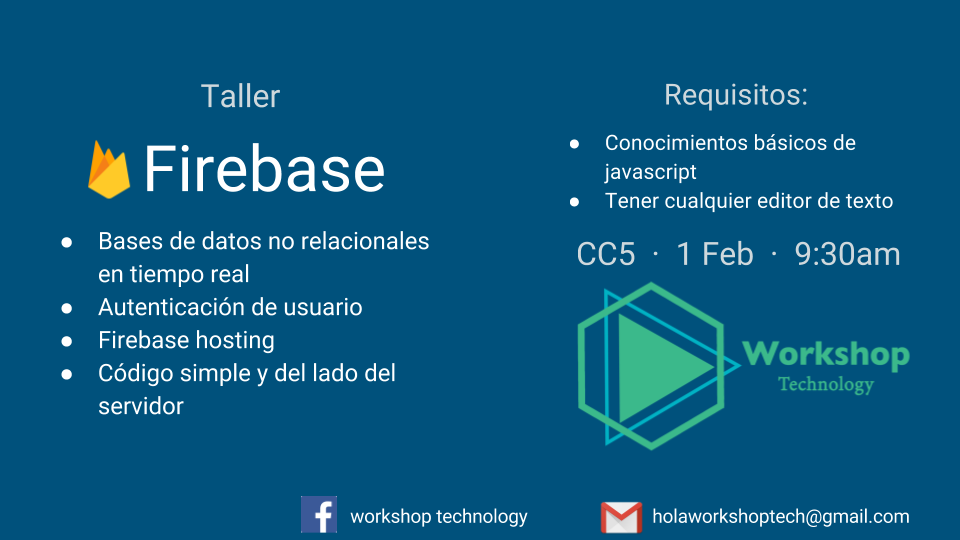 Taller
Firebase
● Bases de datos no relacionales
en tiempo real
● Autenticación de usuario
● Firebase hosting
● Código simple y del lado del
servidor
Requisitos:
● Conocimientos básicos de
javascript
● Tener cualquier editor de texto
CC5 · 1 Feb · 9:30am
Workshop
Technology
workshop technology
holaworkshoptech@gmail.com